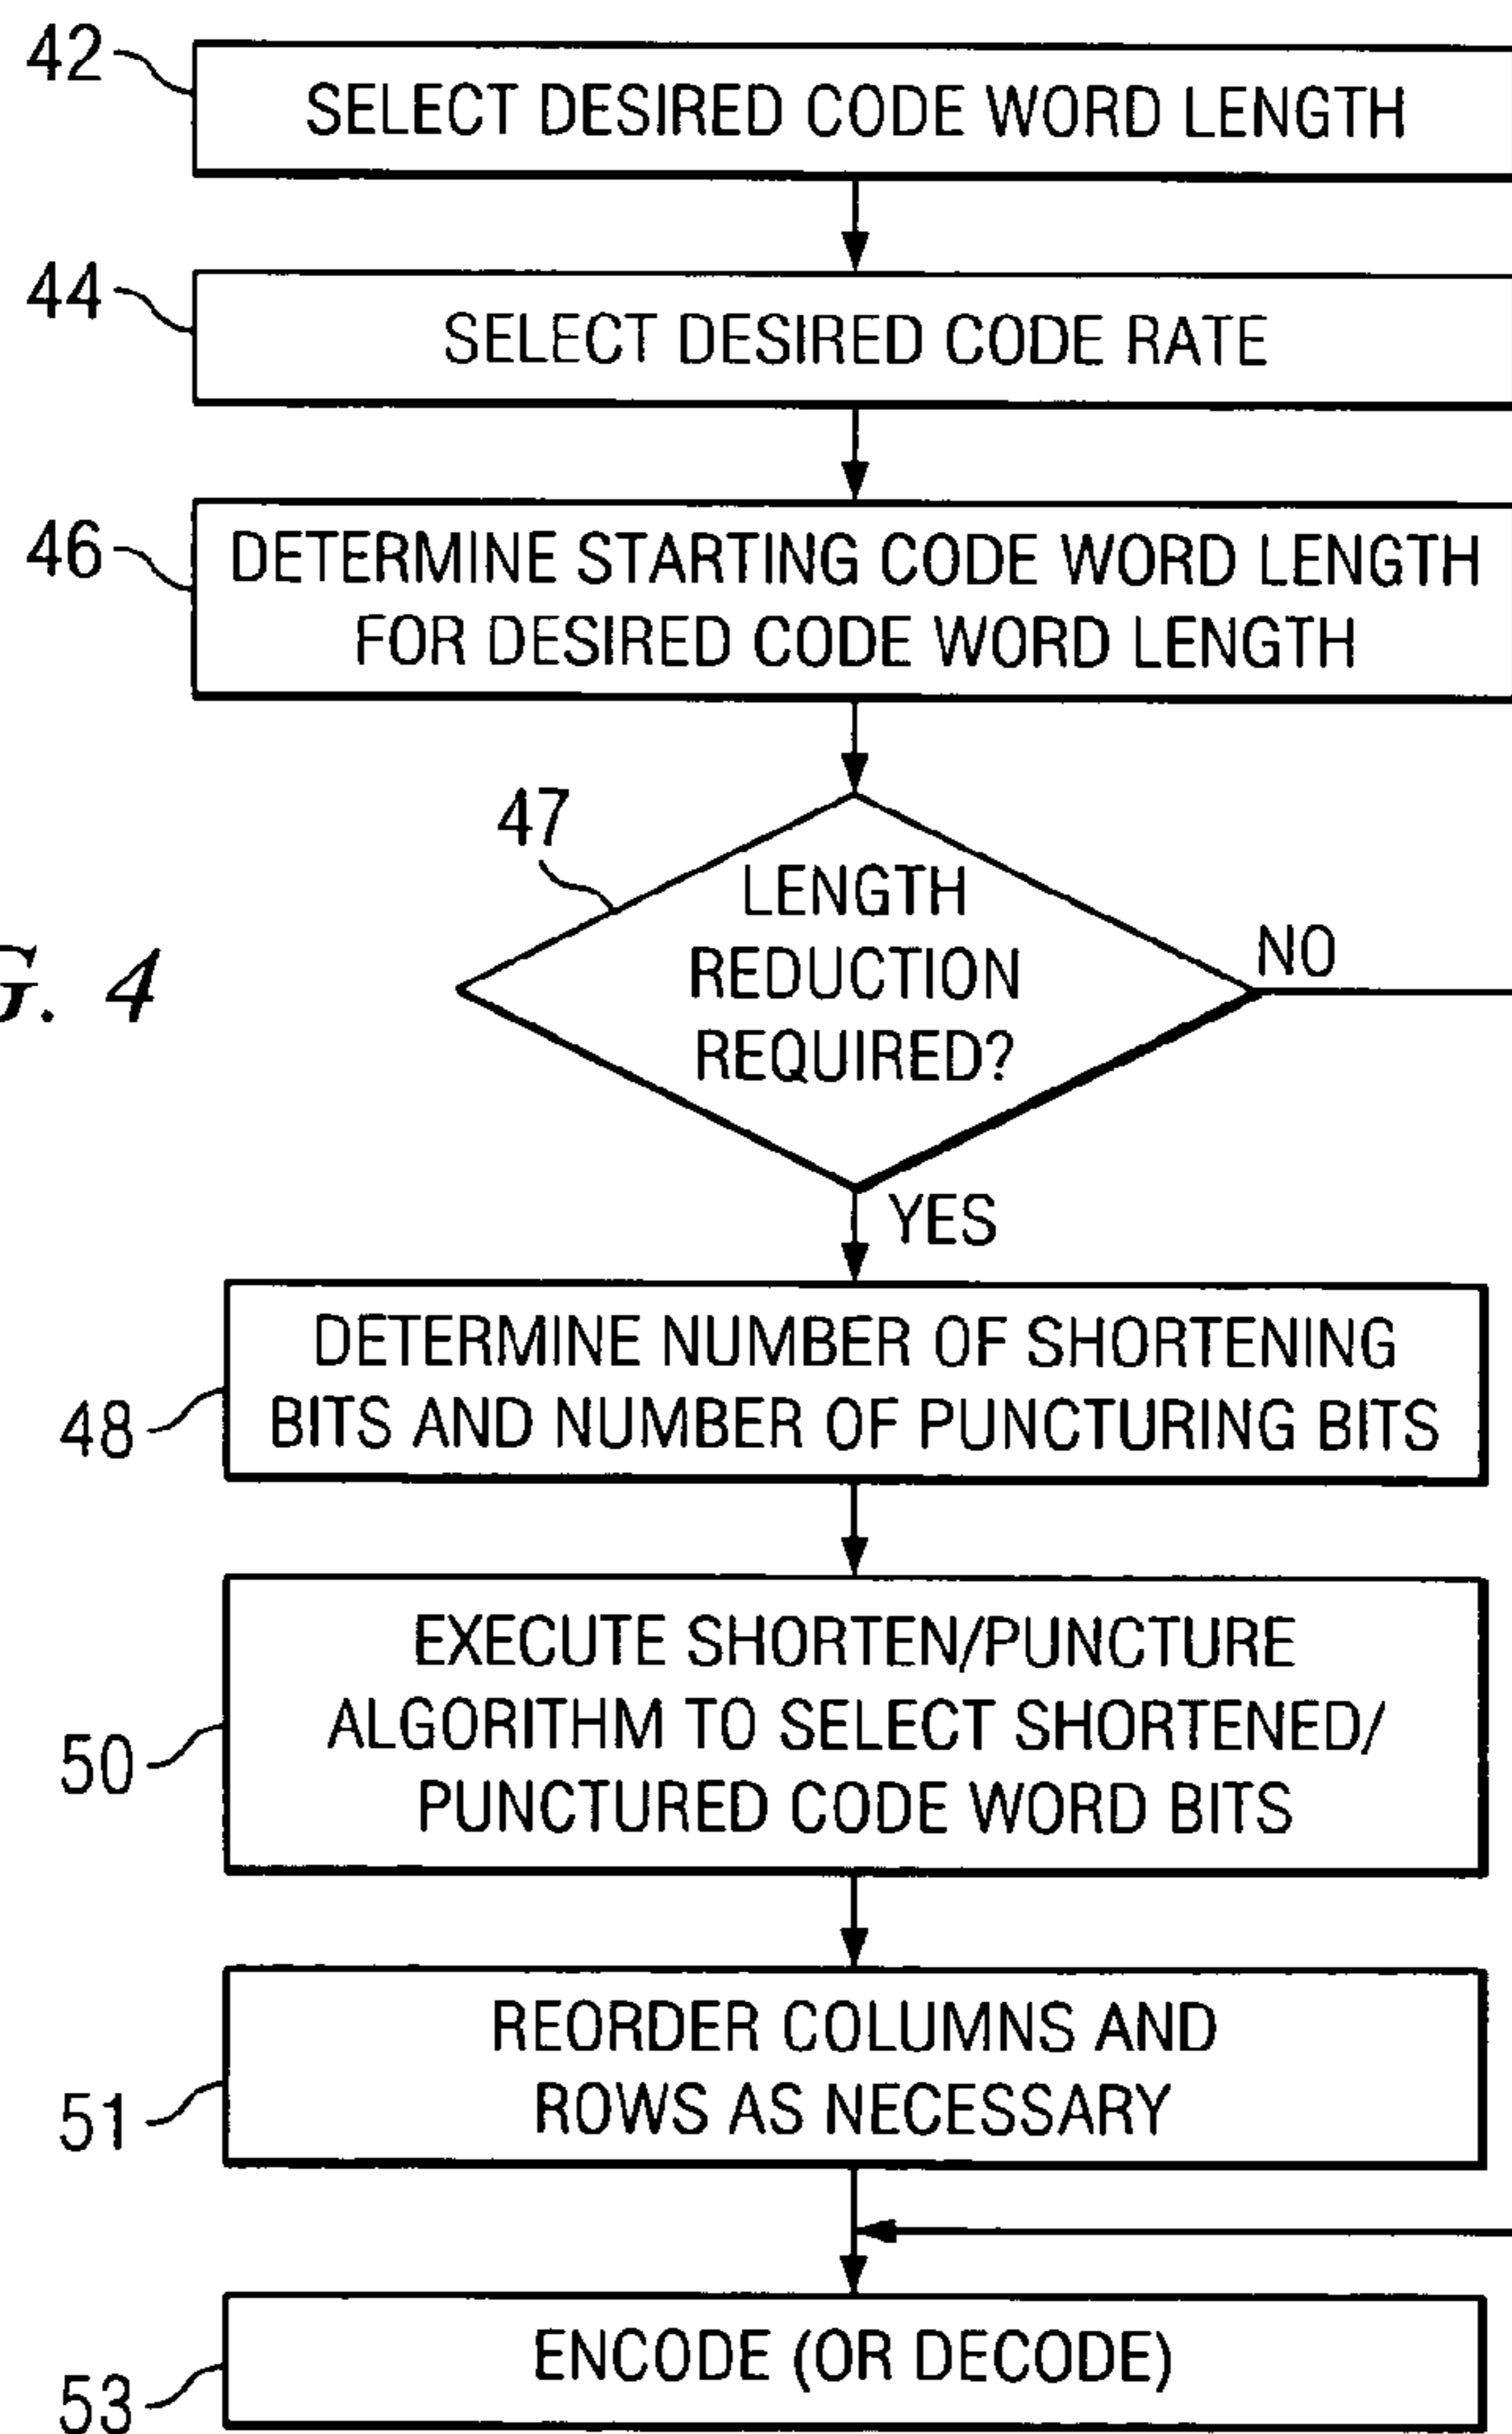 42
SELECT DESIRED CODE WORD LENGTH
44
SELECT DESIRED CODE RATE
46
DETERMINE STARTING CODE WORD LENGTH
FOR DESIRED CODE WORD LENGTH
47
LENGTH
REDUCTION
REQUIRED?
NO
G. 4
YES
48
DETERMINE NUMBER OF SHORTENING
BITS AND NUMBER OF PUNCTURING BITS
50
EXECUTE SHORTEN/PUNCTURE
ALGORITHM TO SELECT SHORTENED/
PUNCTURED CODE WORD BITS
51
REORDER COLUMNS AND
ROWS AS NECESSARY
53
ENCODE (OR DECODE)